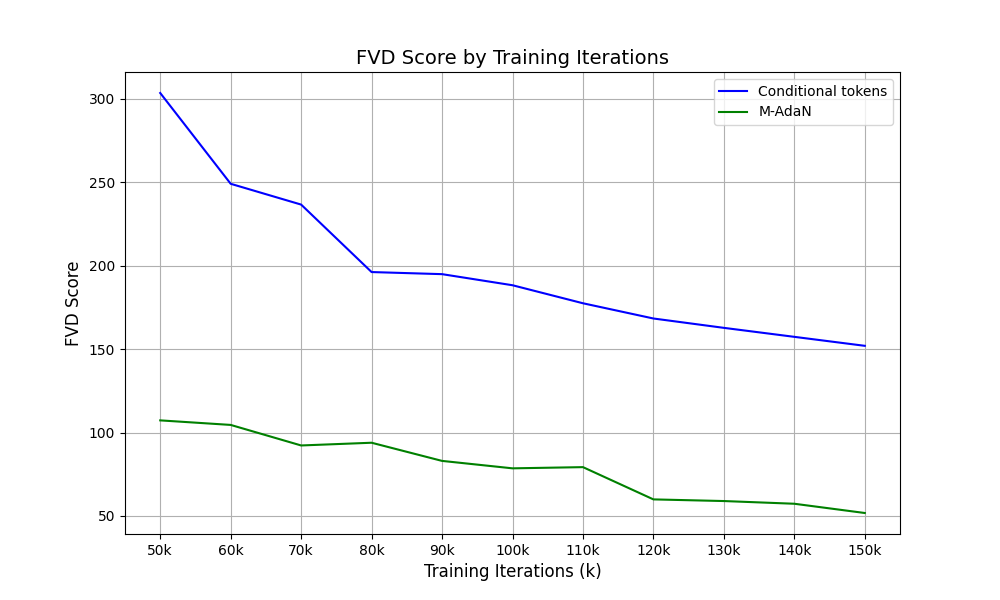 FVD Score by Training Iterations
Conditional tokens
M-AdaN
FVD Score
300
250
200
150
100
50
50k 60k 70k 80k 90k 100k 110k 120k 130k 140k 150k
Training Iterations (k)